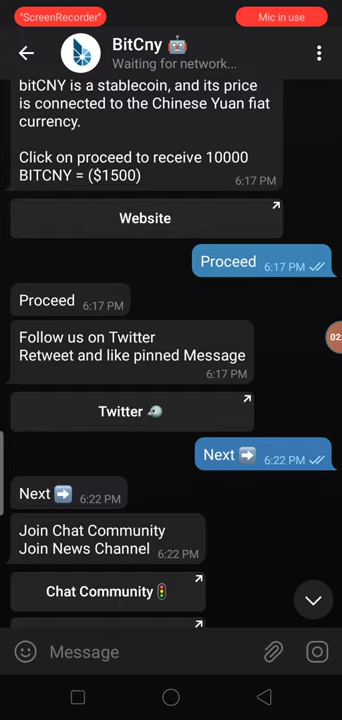 "ScreenRecorder"
Mic in use
BitCny 🤖
Waiting for network...
bitCNY is a stablecoin, and its price
is connected to the Chinese Yuan fiat
currency.
Click on proceed to receive 10000
BITCNY = ($1500)
6:17 PM
Website
Proceed 6:17 PM
Proceed 6:17 PM
Follow us on Twitter
Retweet and like pinned Message
6:17 PM
02:
Twitter 🐦
Next ➡️ 6:22 PM
Next ➡️ 6:22 PM
Join Chat Community
Join News Channel 6:22 PM
Chat Community🚦
Message